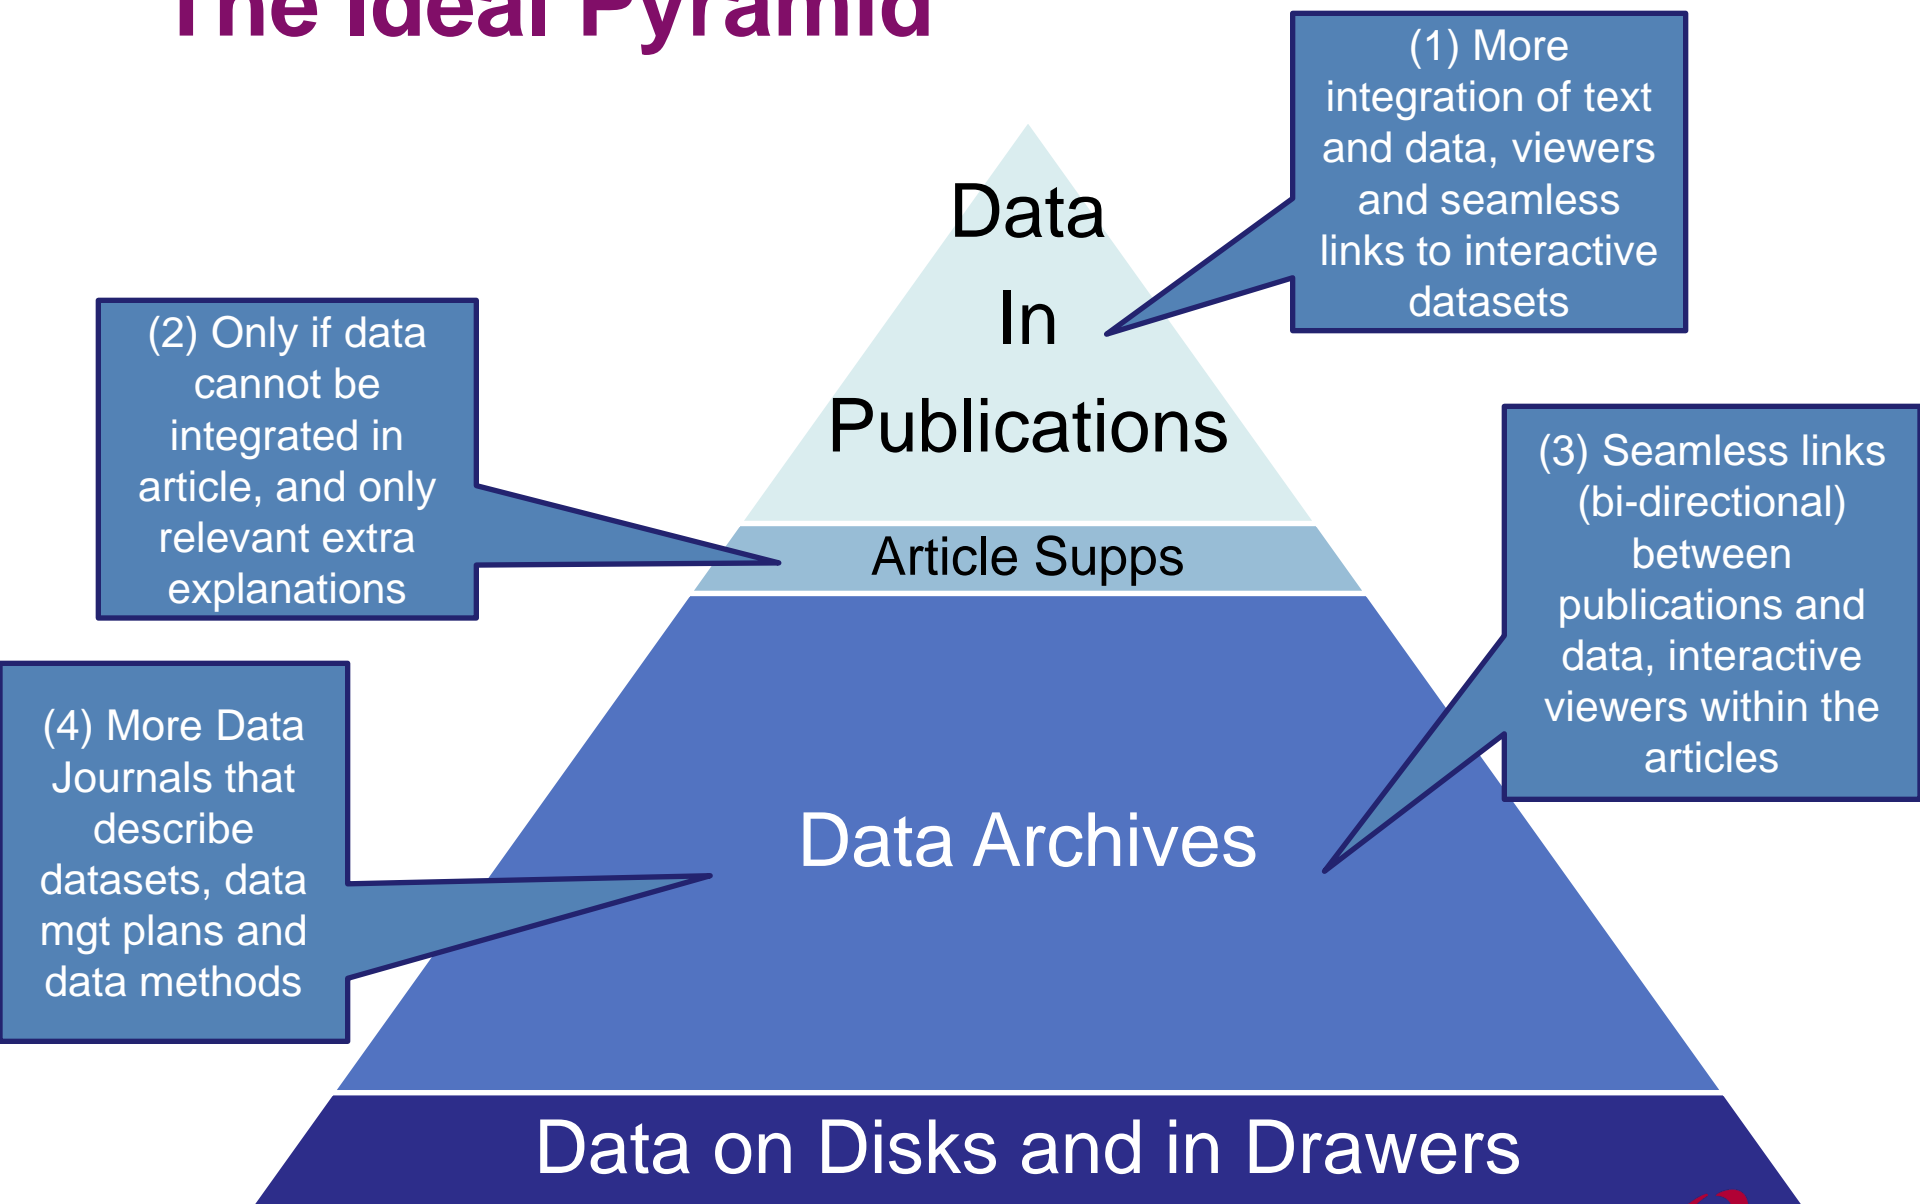 The Ideal Pyramid
(1) More
integration of text
and data, viewers
and seamless
links to interactive
datasets
Data
In
Publications
(2) Only if data
cannot be
integrated in
article, and only
relevant extra
explanations
Article Supps
(3) Seamless links
(bi-directional)
between
publications and
data, interactive
viewers within the
articles
(4) More Data
Journals that
describe
datasets, data
mgt plans and
data methods
Data Archives
Data on Disks and in Drawers